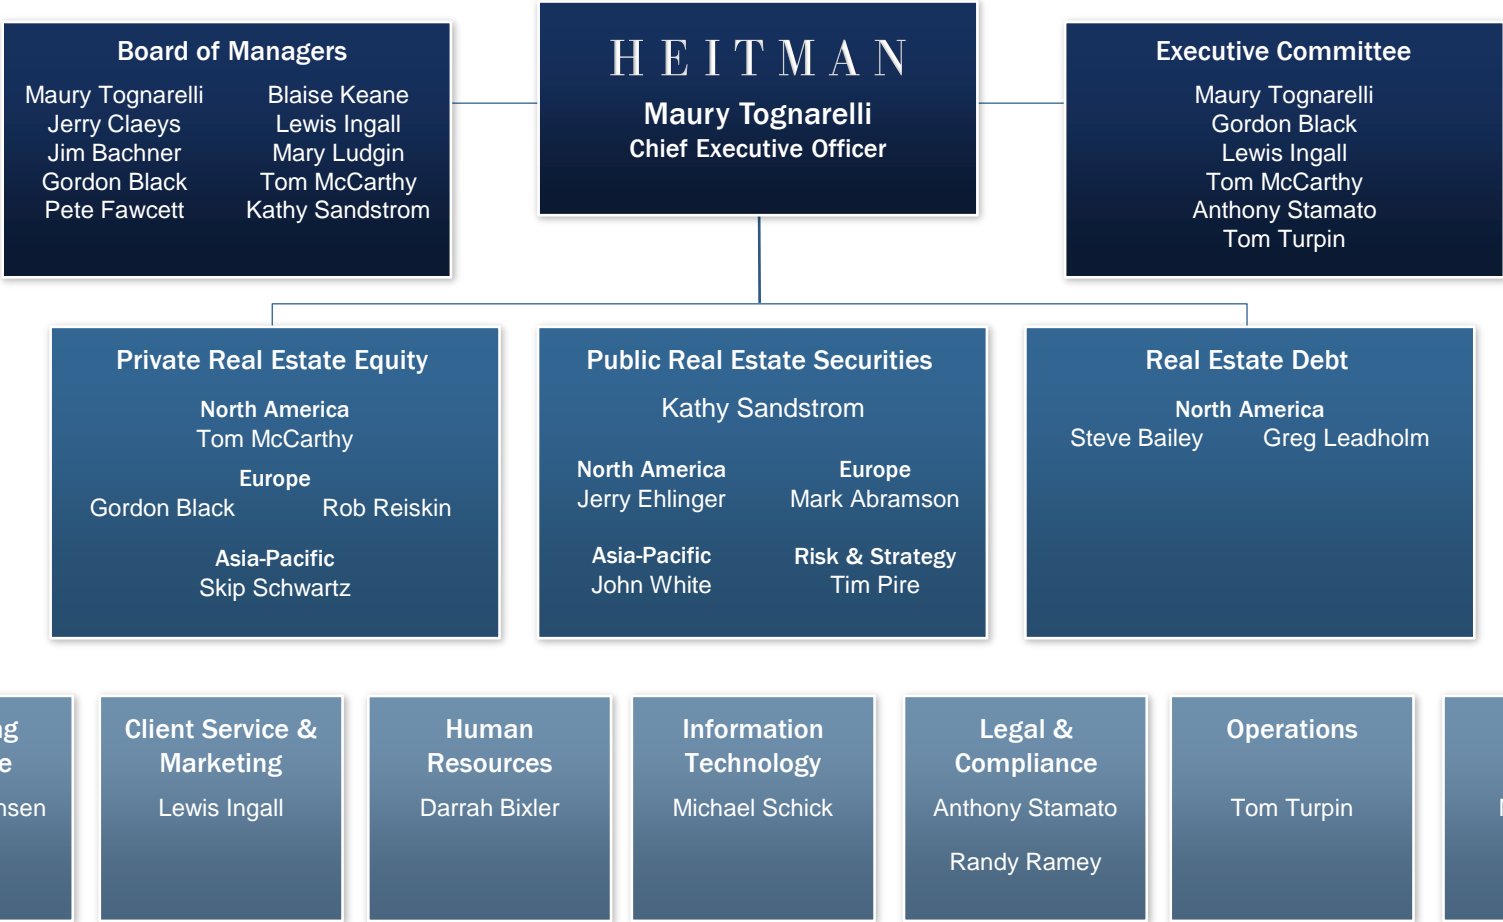 Board of Managers
Maury Tognarelli Blaise Keane
Jerry Claeys Lewis Ingall
Jim Bachner Mary Ludgin
Gordon Black Tom McCarthy
Pete Fawcett Kathy Sandstrom
HEITMAN
Maury Tognarelli
Chief Executive Officer
Executive Committee
Maury Tognarelli
Gordon Black
Lewis Ingall
Tom McCarthy
Anthony Stamato
Tom Turpin
Private Real Estate Equity
North America
Tom McCarthy
Europe
Gordon Black Rob Reiskin
Asia-Pacific
Skip Schwartz
Public Real Estate Securities
Kathy Sandstrom
North America Europe
Jerry Ehlinger Mark Abramson
Asia-Pacific Risk & Strategy
John White Tim Pire
Real Estate Debt
North America
Steve Bailey Greg Leadholm
Client Service &
Marketing
Lewis Ingall
Human
Resources
Darrah Bixler
Information
Technology
Michael Schick
Legal &
Compliance
Anthony Stamato
Randy Ramey
Operations
Tom Turpin